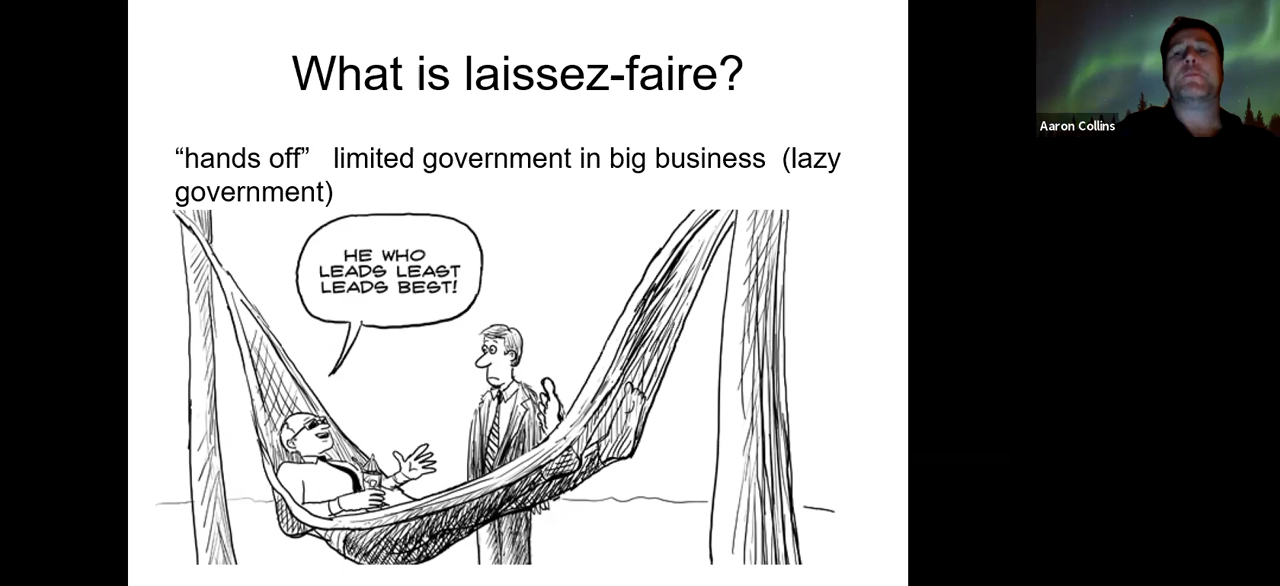 What is laissez-faire?
“hands off”   limited government in big business  (lazy
government)
HE WHO
LEADS LEAST
LEADS BEST!
Aaron Collins